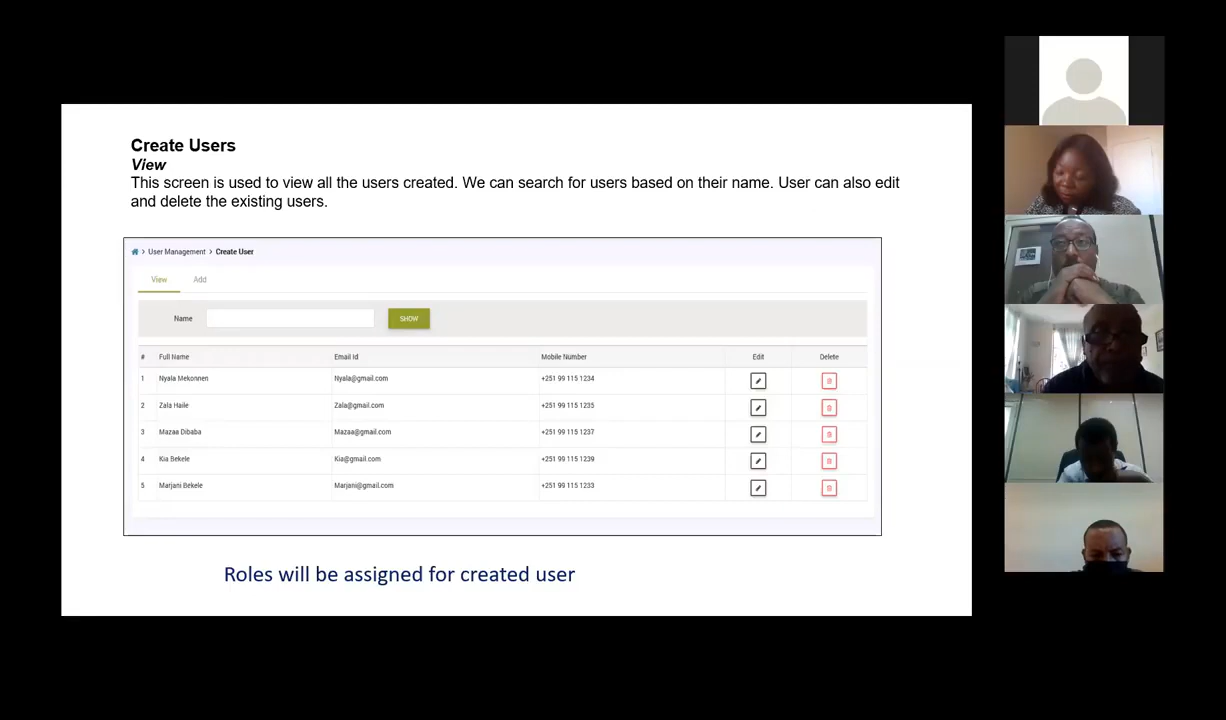 Create Users
View
This screen is used to view all the users created. We can search for users based on their name. User can also edit
and delete the existing users.
User Management > Create User
View Add
Name SHOW
# Full Name Email Id Mobile Number Edit Delete
1 Nyala Mekonnen Nyala@gmail.com +251 99 115 1234
2 Zala Haile Zala@gmail.com +251 99 115 1235
3 Mazaa Dibaba Mazaa@gmail.com +251 99 115 1237
4 Kia Bekele Kia@gmail.com +251 99 115 1239
5 Marjani Bekele Marjani@gmail.com +251 99 115 1233
Roles will be assigned for created user